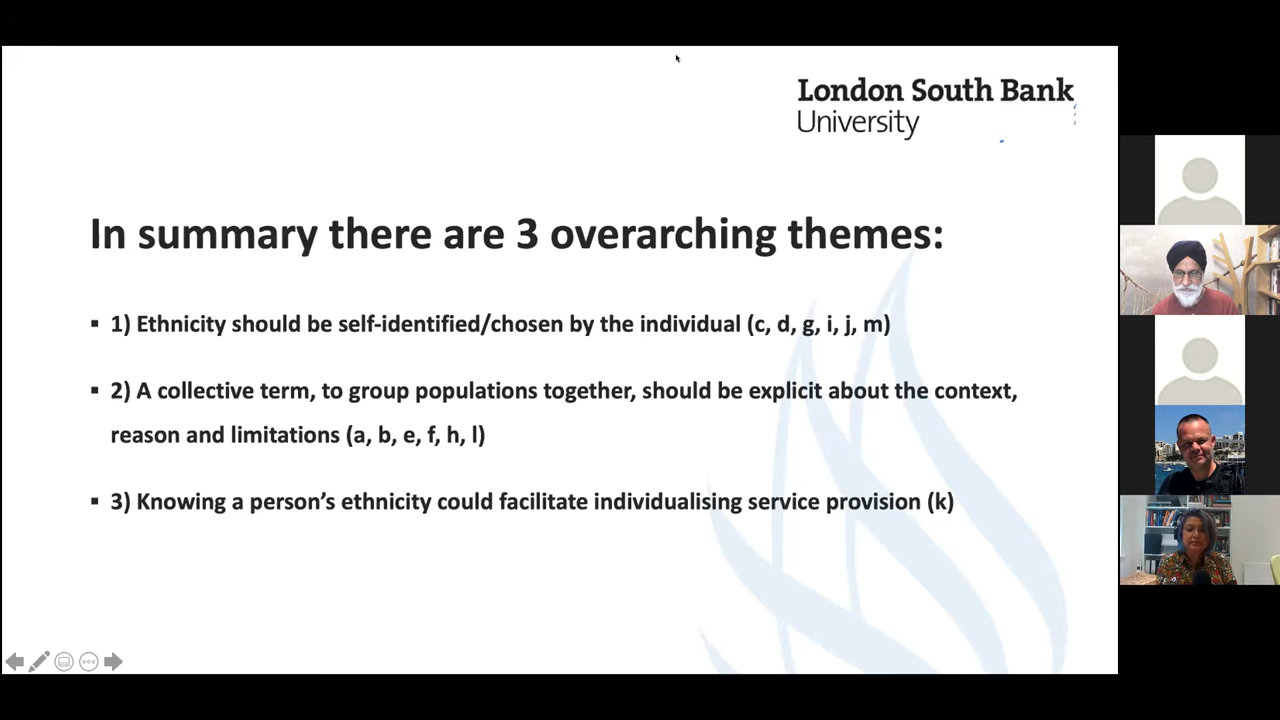 London South Bank
University
In summary there are 3 overarching themes:
▪ 1) Ethnicity should be self-identified/chosen by the individual (c, d, g, i, j, m)
▪ 2) A collective term, to group populations together, should be explicit about the context,
reason and limitations (a, b, e, f, h, l)
▪ 3) Knowing a person’s ethnicity could facilitate individualising service provision (k)